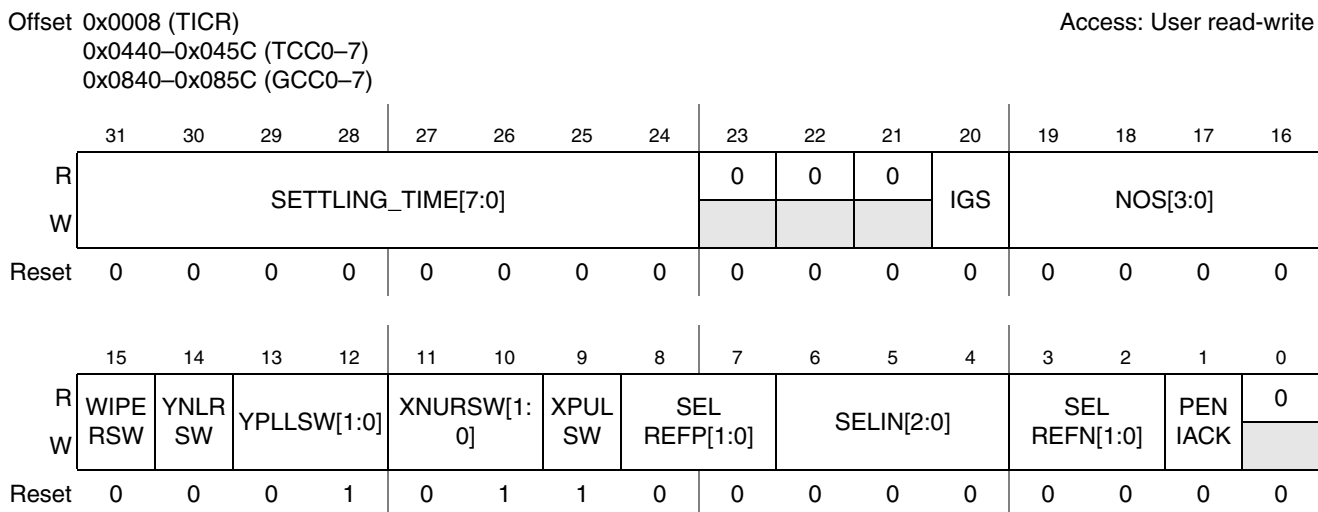 Offset 0x0008 (TICR) Access: User read-write
0x0440–0x045C (TCC0–7)
0x0840–0x085C (GCC0–7)
31 30 29 28 27 26 25 24 23 22 21 20 19 18 17 16
R SETTLING_TIME[7:0] 0 0 0 IGS NOS[3:0]
W
Reset 0 0 0 0 0 0 0 0 0 0 0 0 0 0 0 0
15 14 13 12 11 10 9 8 7 6 5 4 3 2 1 0
R WIPE YNLR YPLLSW[1:0] XNURSW[1: XPUL SEL SELIN[2:0] SEL PEN 0
W RSW SW 0] SW REFP[1:0] REFN[1:0] IACK
Reset 0 0 0 1 0 1 1 0 0 0 0 0 0 0 0 0